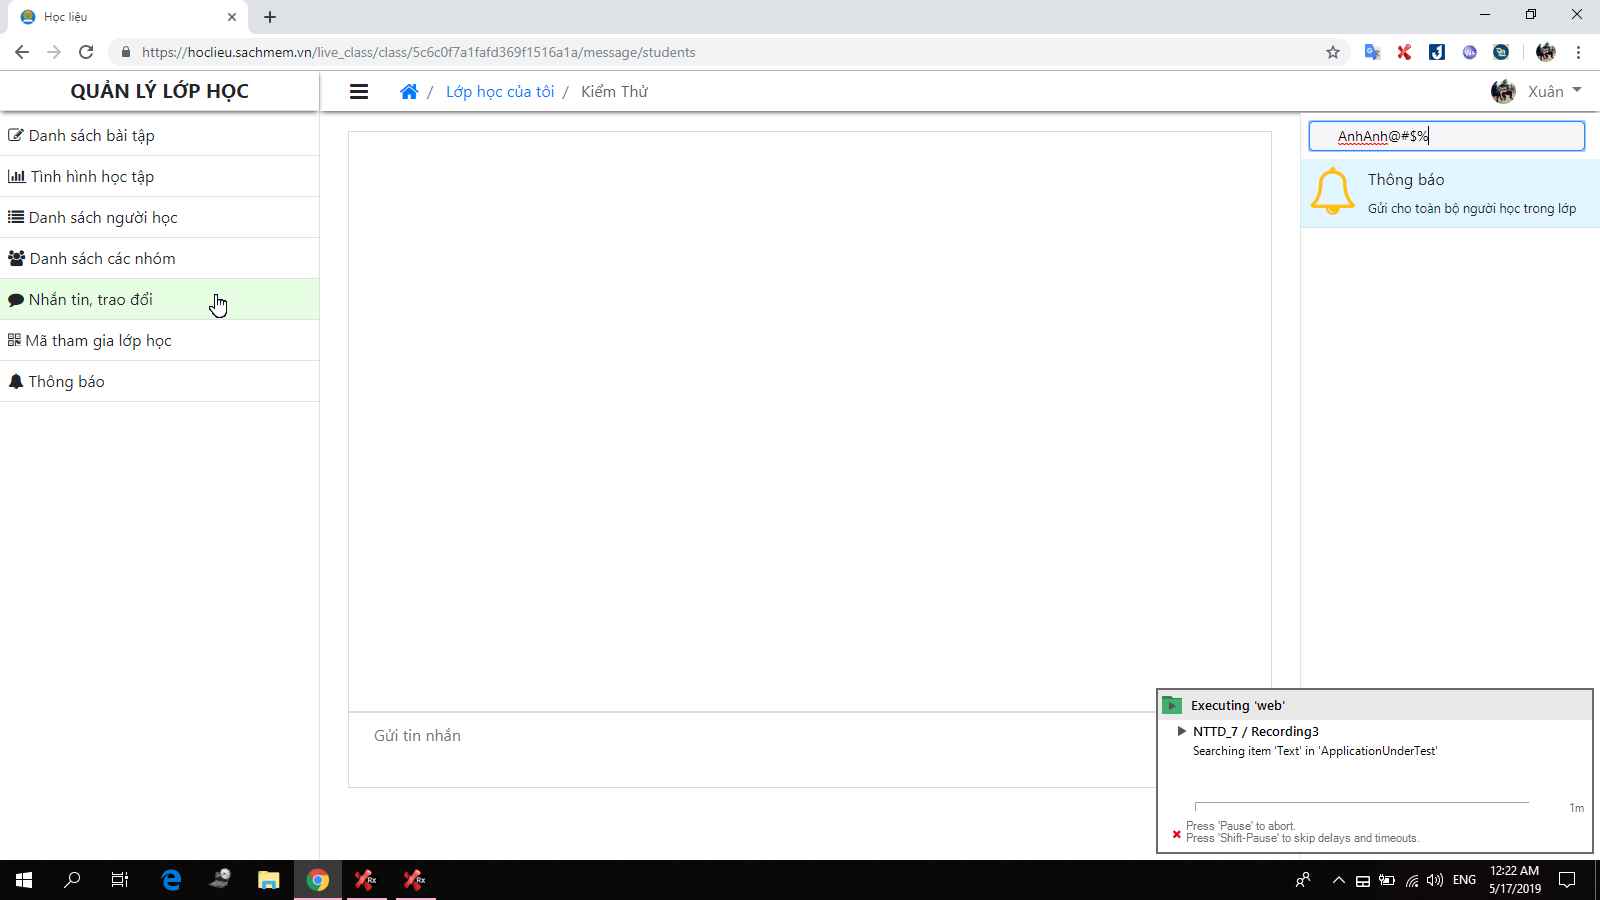 Học liệu
https://hoclieu.sachmem.vn/live_class/class/5c6c0f7a1fafd369f1516a1a/message/students
QUẢN LÝ LỚP HỌC
/ Lớp học của tôi / Kiểm Thử
Xuân
Danh sách bài tập
Tình hình học tập
Danh sách người học
Danh sách các nhóm
Nhắn tin, trao đổi
Mã tham gia lớp học
Thông báo
AnhAnh@#$%
Thông báo
Gửi cho toàn bộ người học trong lớp
Gửi tin nhắn
Executing 'web'
NTTD_7 / Recording3
Searching item 'Text' in 'ApplicationUnderTest'
1m
Press 'Pause' to abort.
Press 'Shift-Pause' to skip delays and timeouts.
ENG
12:22 AM
5/17/2019